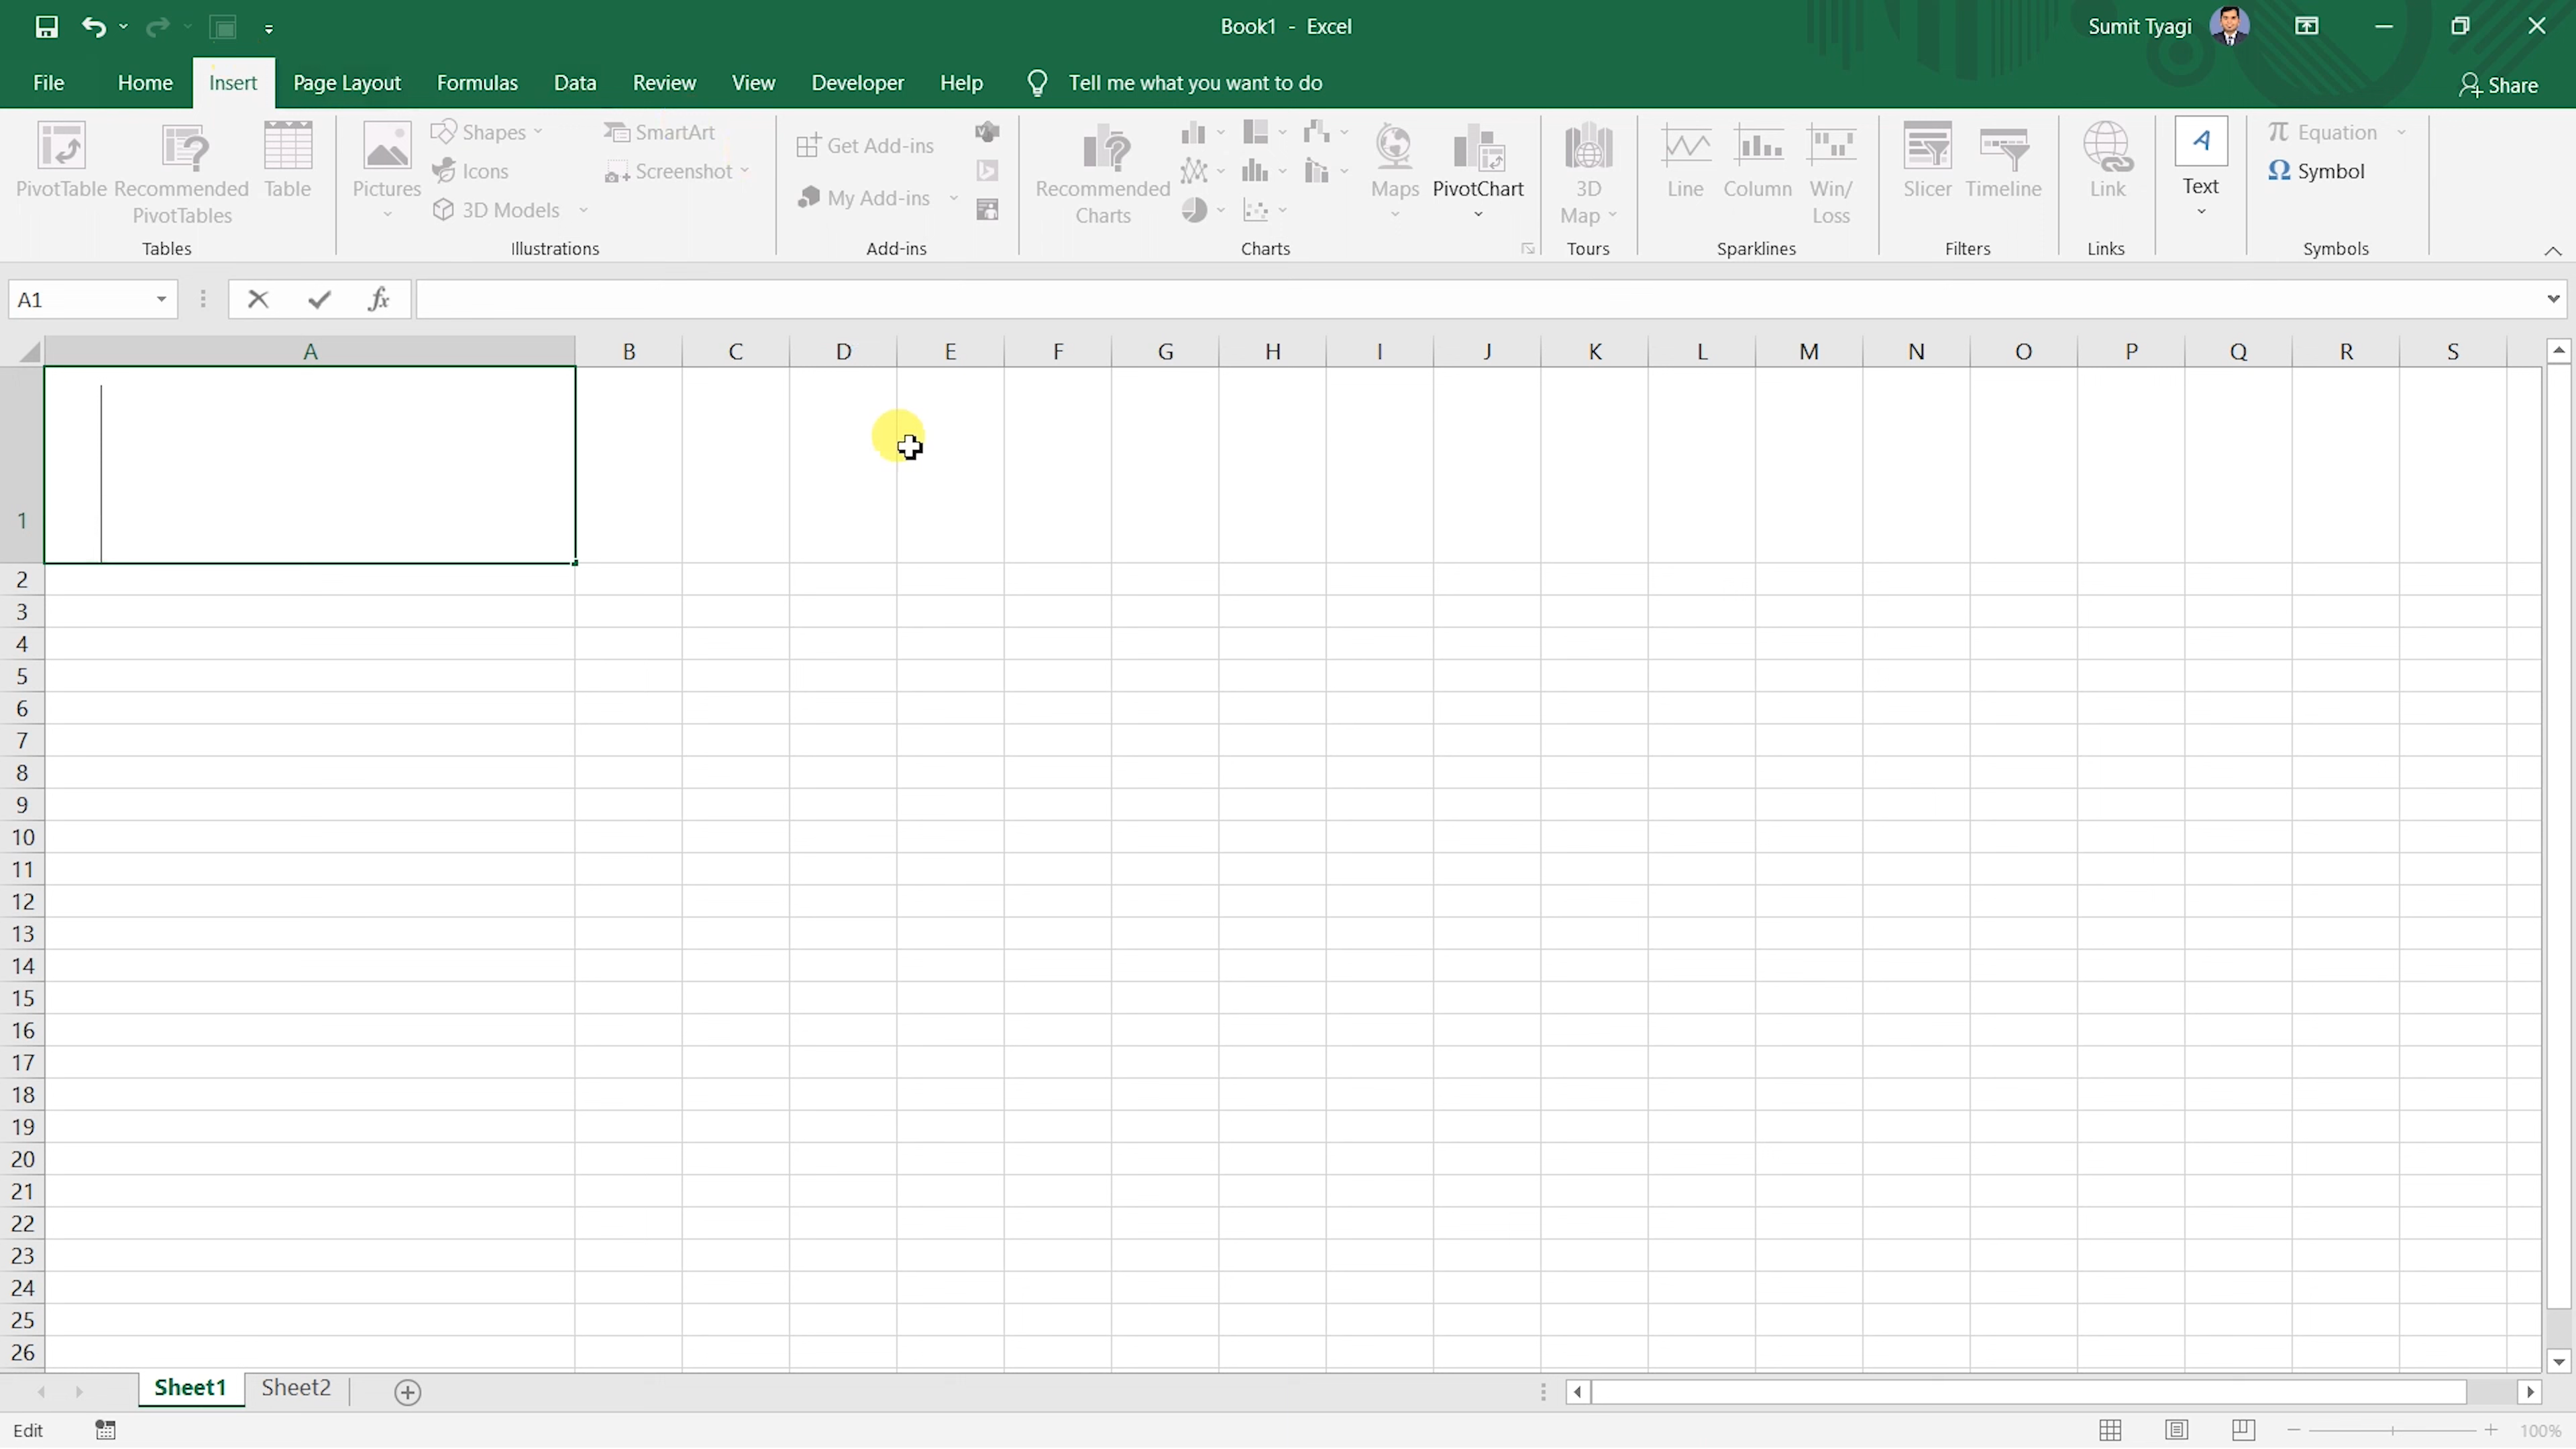 Book1 - Excel
Sumit Tyagi
File Home Insert Page Layout Formulas Data Review View Developer Help Tell me what you want to do Share
PivotTable
Recommended PivotTables
Table
Tables
Pictures
Shapes
Icons
3D Models
SmartArt
Screenshot
Illustrations
Get Add-ins
My Add-ins
Add-ins
Recommended Charts
Maps
PivotChart
Charts
3D Map
Tours
Line
Column
Win/ Loss
Sparklines
Slicer
Timeline
Filters
Link
Links
Text
Equation
Symbol
Symbols
A1
fx
A B C D E F G H I J K L M N O P Q R S
1
2
3
4
5
6
7
8
9
10
11
12
13
14
15
16
17
18
19
20
21
22
23
24
25
26
Sheet1 Sheet2
Edit
100%